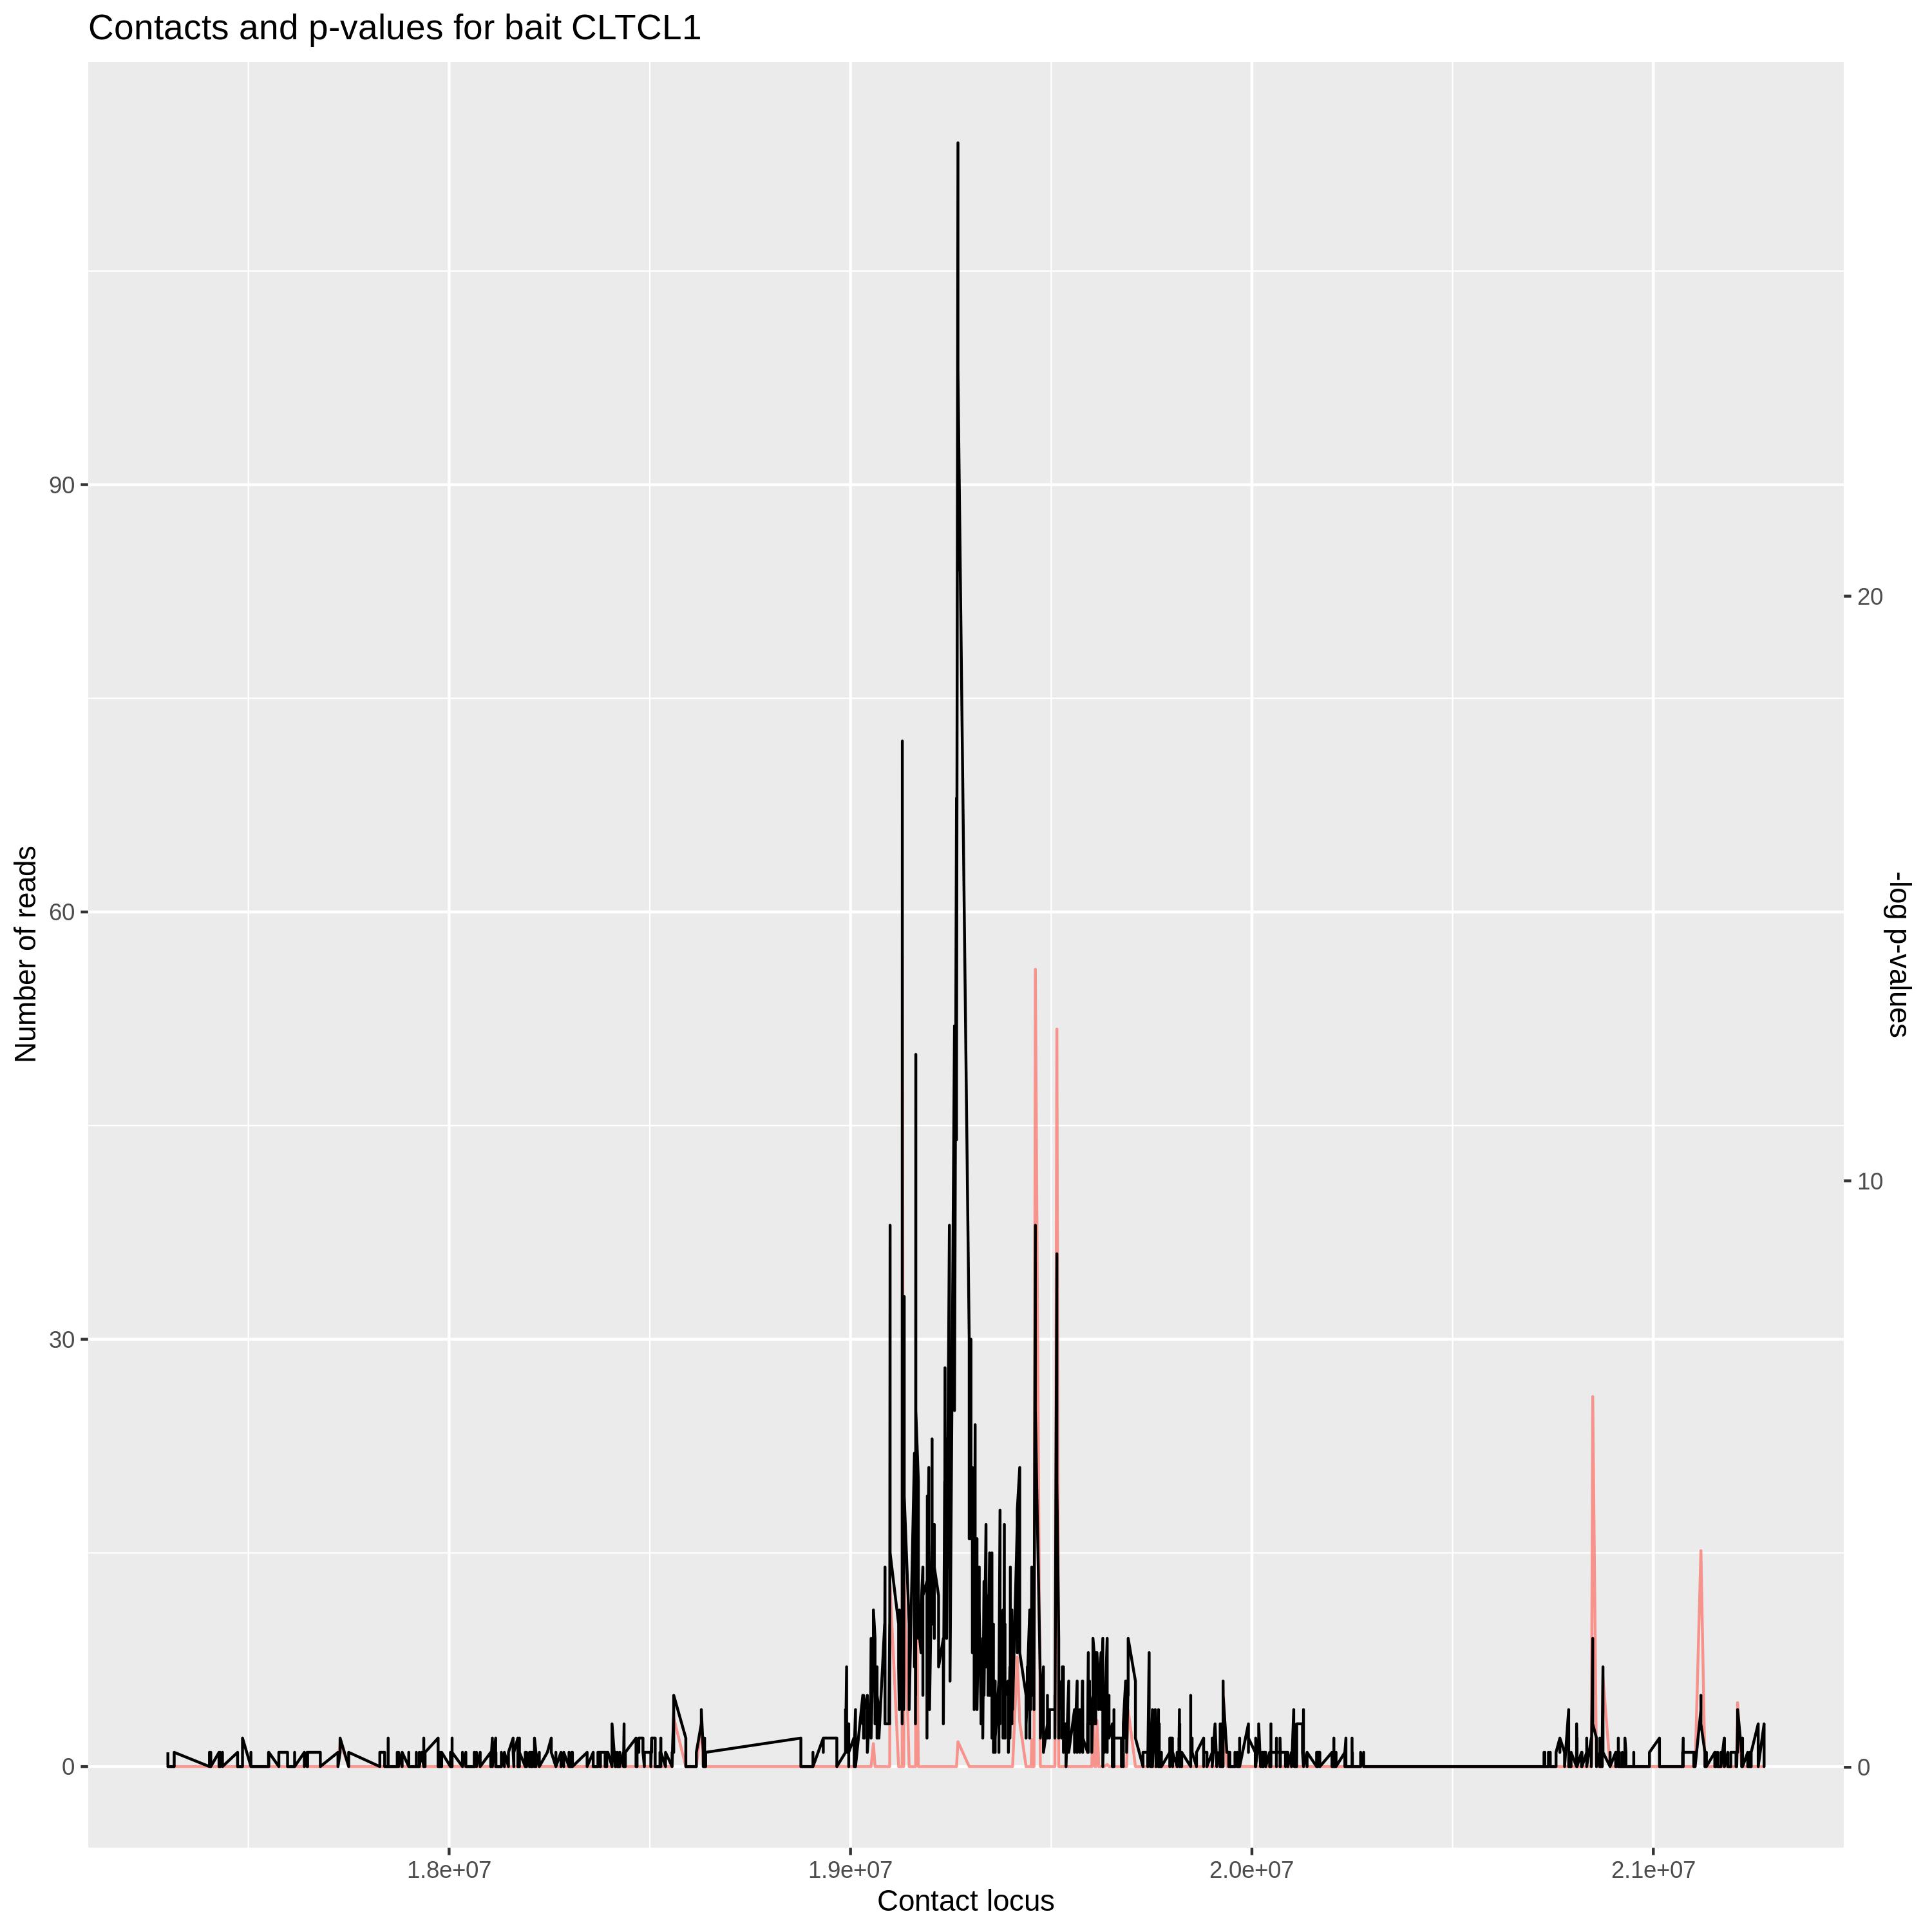 Contacts and p-values for bait CLTCL1
Number of reads
90
60
30
0
-log p-values
20
10
0
1.8e+07
1.9e+07
2.0e+07
2.1e+07
Contact locus